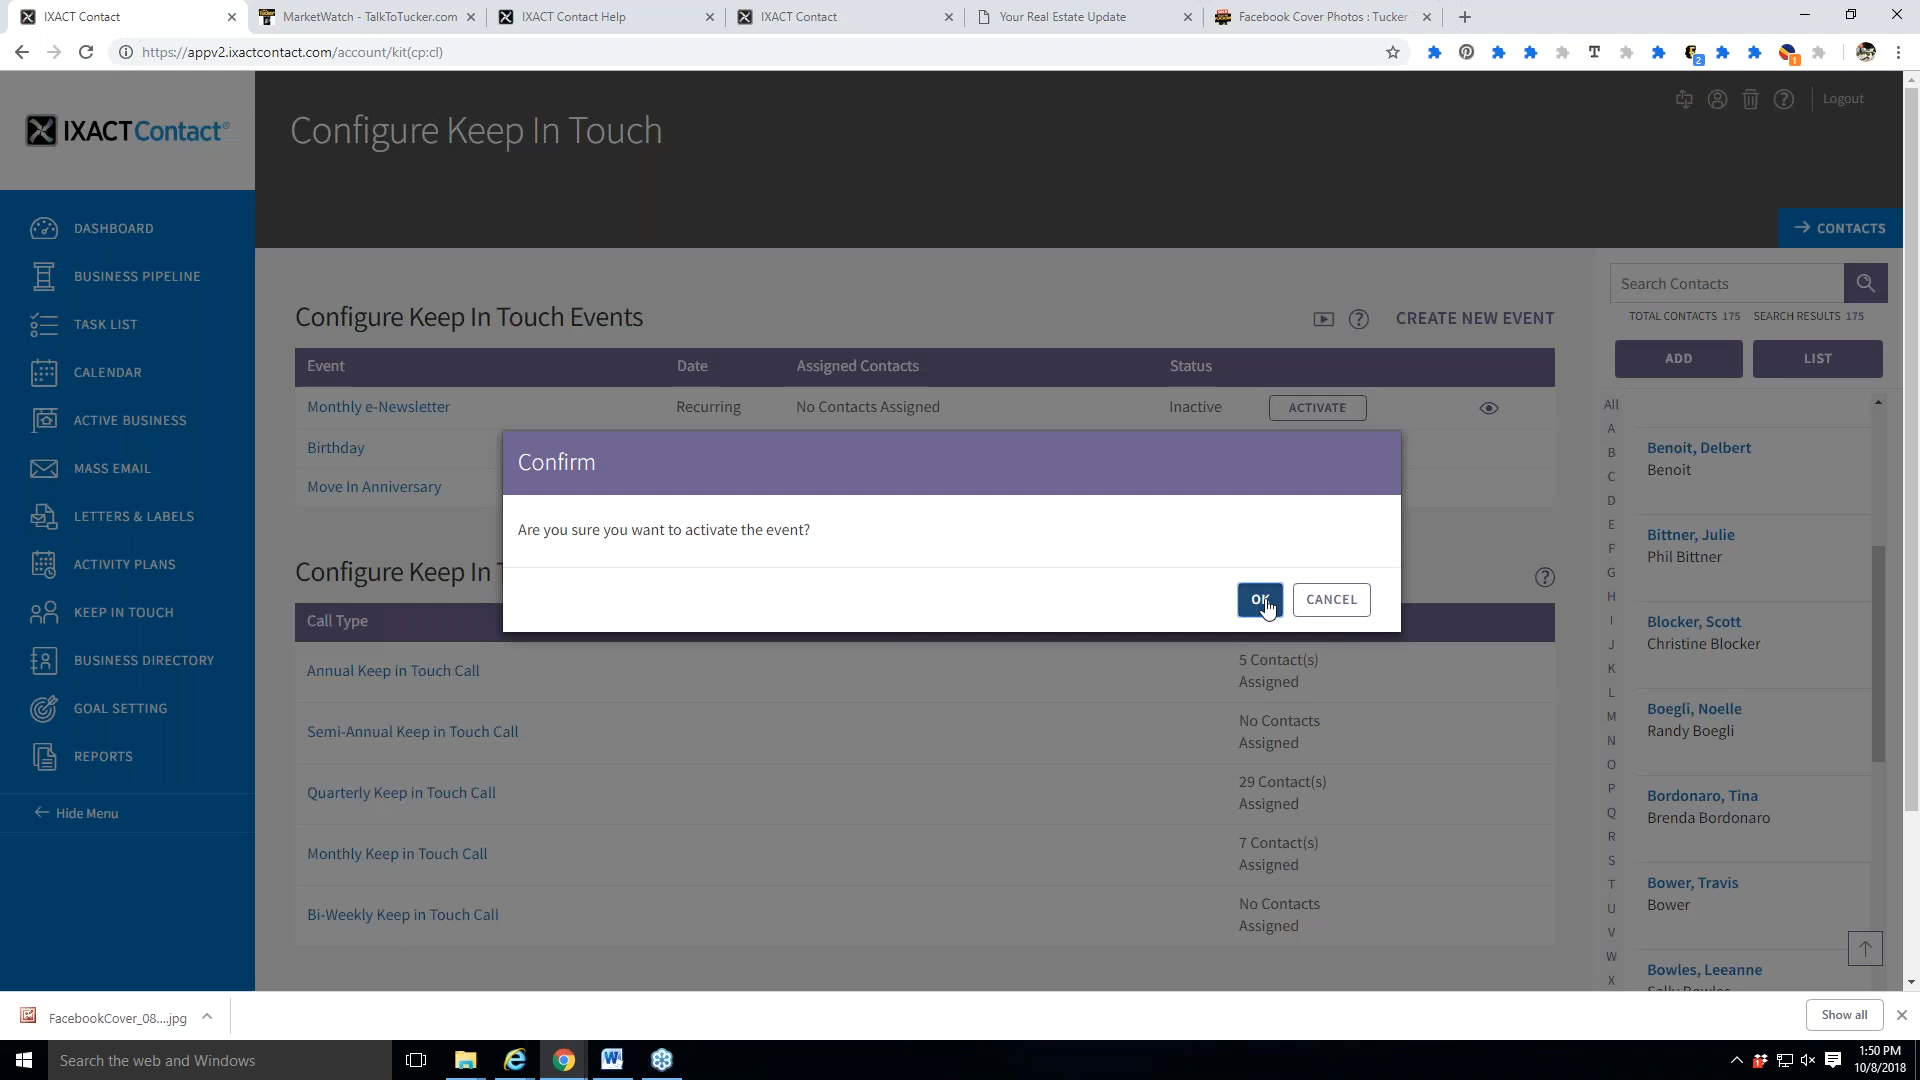 IXACT Contact
MarketWatch - TalkToTucker.com
IXACT Contact Help
IXACT Contact
Your Real Estate Update
Facebook Cover Photos : Tucker
https://appv2.ixactcontact.com/account/kit(cp:cl)
IXACTContact®
Configure Keep In Touch
Logout
CONTACTS
DASHBOARD
BUSINESS PIPELINE
TASK LIST
CALENDAR
ACTIVE BUSINESS
MASS EMAIL
LETTERS & LABELS
ACTIVITY PLANS
KEEP IN TOUCH
BUSINESS DIRECTORY
GOAL SETTING
REPORTS
Hide Menu
Configure Keep In Touch Events
CREATE NEW EVENT
Event Date Assigned Contacts Status
Monthly e-Newsletter Recurring No Contacts Assigned Inactive ACTIVATE
Birthday
Move In Anniversary
Confirm
Are you sure you want to activate the event?
OK CANCEL
Configure Keep In
Call Type
Annual Keep in Touch Call
5 Contact(s)
Assigned
Semi-Annual Keep in Touch Call
No Contacts
Assigned
Quarterly Keep in Touch Call
29 Contact(s)
Assigned
Monthly Keep in Touch Call
7 Contact(s)
Assigned
Bi-Weekly Keep in Touch Call
No Contacts
Assigned
Search Contacts
TOTAL CONTACTS 175 SEARCH RESULTS 175
ADD LIST
All
A
B
C
D
E
F
G
H
I
J
K
L
M
N
O
P
Q
R
S
T
U
V
W
X
Benoit, Delbert
Benoit
Bittner, Julie
Phil Bittner
Blocker, Scott
Christine Blocker
Boegli, Noelle
Randy Boegli
Bordonaro, Tina
Brenda Bordonaro
Bower, Travis
Bower
Bowles, Leeanne
Sally Bowles
FacebookCover_08....jpg
Show all
Search the web and Windows
1:50 PM
10/8/2018